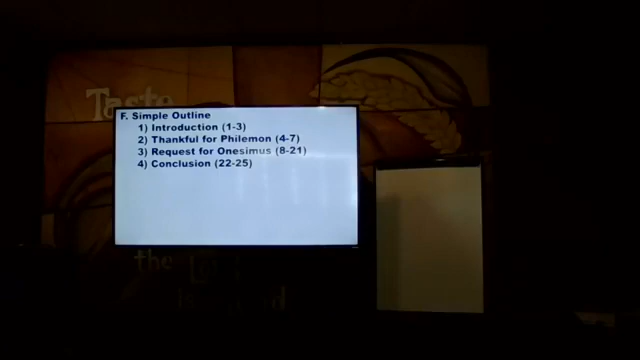 Taste
F. Simple Outline
1) Introduction (1-3)
2) Thankful for Philemon (4-7)
3) Request for Onesimus (8-21)
4) Conclusion (22-25)
the
is